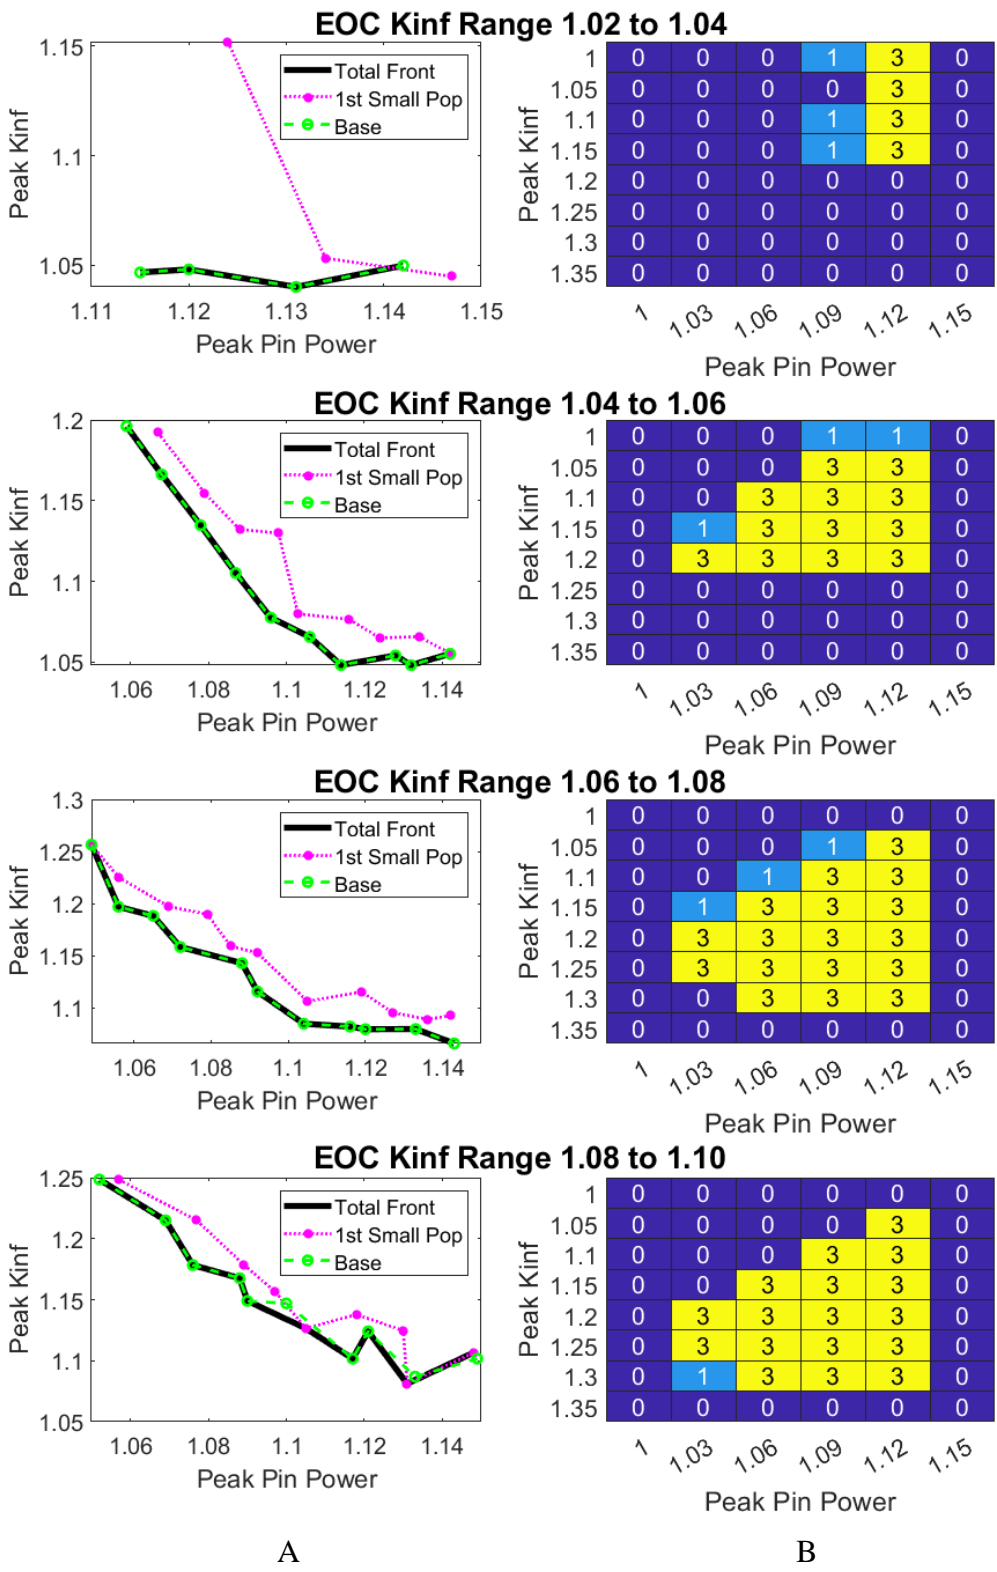 EOC Kinf Range 1.02 to 1.04
1.15
1.1
1.05
Peak Kinf
1.11 1.12 1.13 1.14 1.15
Peak Pin Power
Total Front
1st Small Pop
Base
Peak Kinf
1 0 0 0 1 3 0
1.05 0 0 0 0 3 0
1.1 0 0 0 1 3 0
1.15 0 0 0 1 3 0
1.2 0 0 0 0 0 0
1.25 0 0 0 0 0 0
1.3 0 0 0 0 0 0
1.35 0 0 0 0 0 0
1 1.03 1.06 1.09 1.12 1.15
Peak Pin Power
EOC Kinf Range 1.04 to 1.06
1.2
1.15
1.1
1.05
Peak Kinf
1.06 1.08 1.1 1.12 1.14
Peak Pin Power
Total Front
1st Small Pop
Base
Peak Kinf
1 0 0 0 1 1 0
1.05 0 0 0 3 3 0
1.1 0 0 3 3 3 0
1.15 0 1 3 3 3 0
1.2 0 3 3 3 3 0
1.25 0 0 0 0 0 0
1.3 0 0 0 0 0 0
1.35 0 0 0 0 0 0
1 1.03 1.06 1.09 1.12 1.15
Peak Pin Power
EOC Kinf Range 1.06 to 1.08
1.3
1.25
1.2
1.15
1.1
Peak Kinf
1.06 1.08 1.1 1.12 1.14
Peak Pin Power
Total Front
1st Small Pop
Base
Peak Kinf
1 0 0 0 0 0 0
1.05 0 0 0 1 3 0
1.1 0 0 1 3 3 0
1.15 0 1 3 3 3 0
1.2 0 3 3 3 3 0
1.25 0 3 3 3 3 0
1.3 0 0 3 3 3 0
1.35 0 0 0 0 0 0
1 1.03 1.06 1.09 1.12 1.15
Peak Pin Power
EOC Kinf Range 1.08 to 1.10
1.25
1.2
1.15
1.1
1.05
Peak Kinf
1.06 1.08 1.1 1.12 1.14
Peak Pin Power
Total Front
1st Small Pop
Base
Peak Kinf
1 0 0 0 0 0 0
1.05 0 0 0 0 3 0
1.1 0 0 0 3 3 0
1.15 0 0 3 3 3 0
1.2 0 3 3 3 3 0
1.25 0 3 3 3 3 0
1.3 0 1 3 3 3 0
1.35 0 0 0 0 0 0
1 1.03 1.06 1.09 1.12 1.15
Peak Pin Power
A B